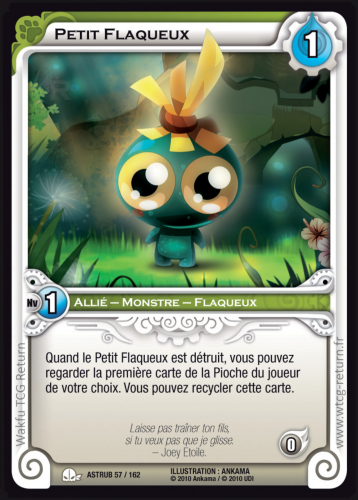 Petit Flaqueux
1
Nv 1
Allié – Monstre – Flaqueux
Quand le Petit Flaqueux est détruit, vous pouvez
regarder la première carte de la Pioche du joueur
de votre choix. Vous pouvez recycler cette carte.
Laisse pas traîner ton fils,
si tu veux pas que je glisse.
– Joey Etoile.
0
ASTRUB 57 / 162
ILLUSTRATION : ANKAMA
© 2010 Ankama / © 2010 UDI
Wakfu TCG Return
www.wtcg-return.fr